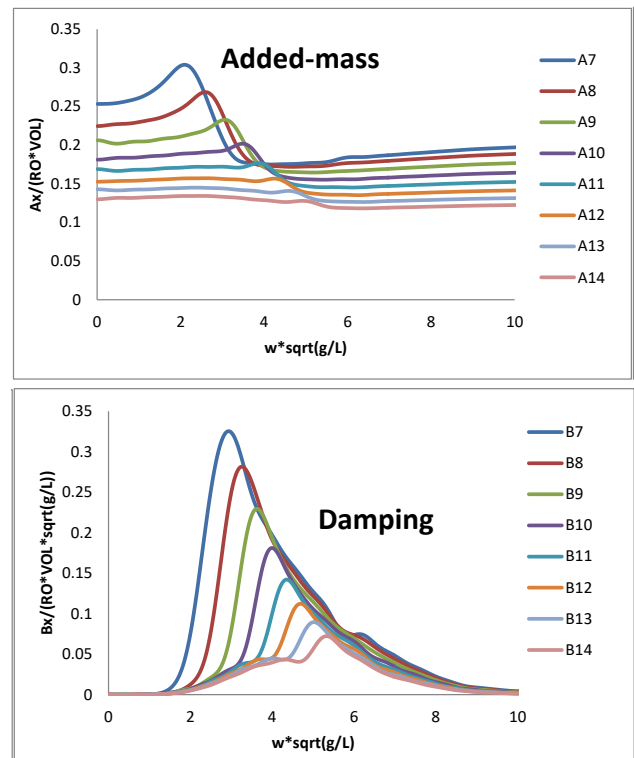 Added-mass
0.35
0.3
0.25
0.2
0.15
0.1
0.05
0
Ax/(RO*VOL)
0 2 4 6 8 10
w*sqrt(g/L)
A7
A8
A9
A10
A11
A12
A13
A14
Damping
0.35
0.3
0.25
0.2
0.15
0.1
0.05
0
Bx/(RO*VOL*sqrt(g/L))
0 2 4 6 8 10
w*sqrt(g/L)
B7
B8
B9
B10
B11
B12
B13
B14